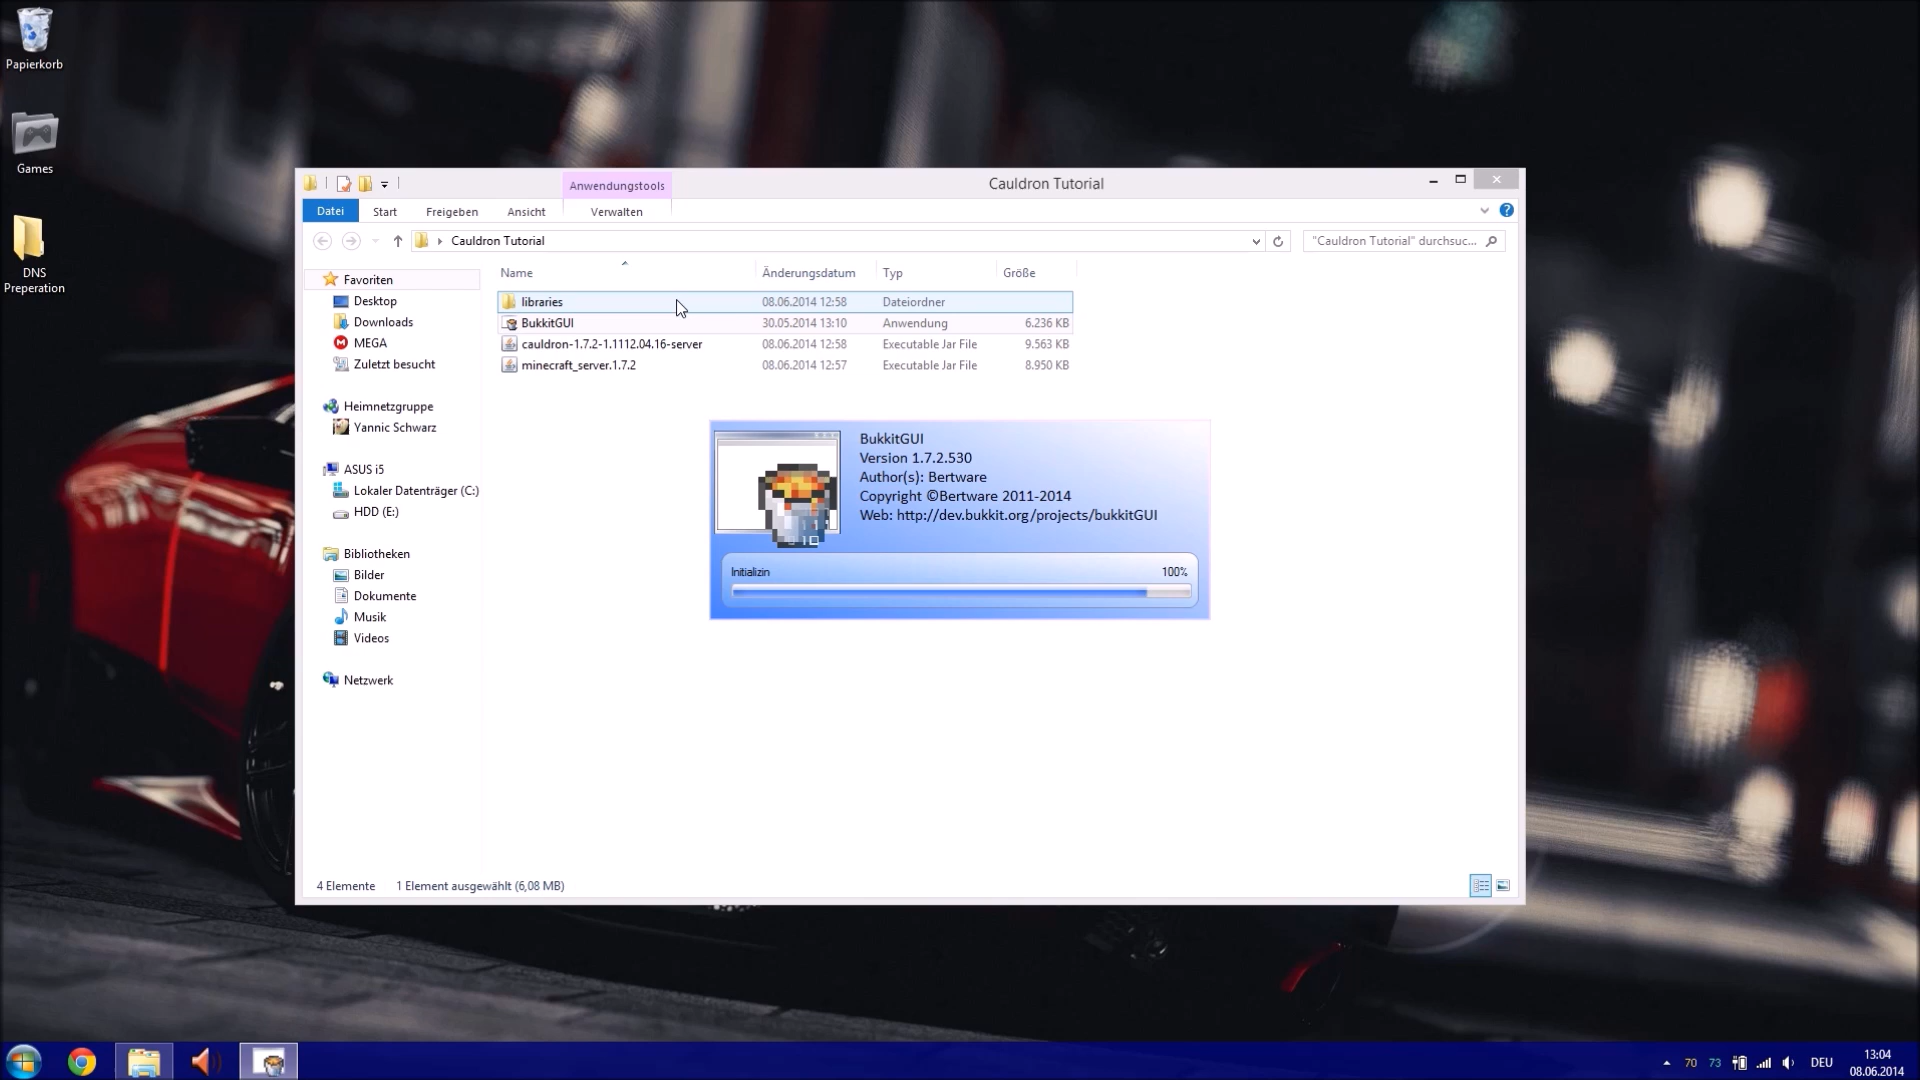 Papierkorb
Games
DNS
Preperation
Anwendungstools
Cauldron Tutorial
Datei
Start
Freigeben
Ansicht
Verwalten
Cauldron Tutorial
"Cauldron Tutorial" durchsuc...
Name
Änderungsdatum
Typ
Größe
Favoriten
Desktop
Downloads
MEGA
Zuletzt besucht
Heimnetzgruppe
Yannic Schwarz
ASUS i5
Lokaler Datenträger (C:)
HDD (E:)
Bibliotheken
Bilder
Dokumente
Musik
Videos
Netzwerk
libraries 08.06.2014 12:58 Dateiordner
BukkitGUI 30.05.2014 13:10 Anwendung 6.236 KB
cauldron-1.7.2-1.1112.04.16-server 08.06.2014 12:58 Executable Jar File 9.563 KB
minecraft_server.1.7.2 08.06.2014 12:57 Executable Jar File 8.950 KB
BukkitGUI
Version 1.7.2.530
Author(s): Bertware
Copyright ©Bertware 2011-2014
Web: http://dev.bukkit.org/projects/bukkitGUI
Initializin 100%
4 Elemente 1 Element ausgewählt (6,08 MB)
70 73 DEU 13:04
08.06.2014